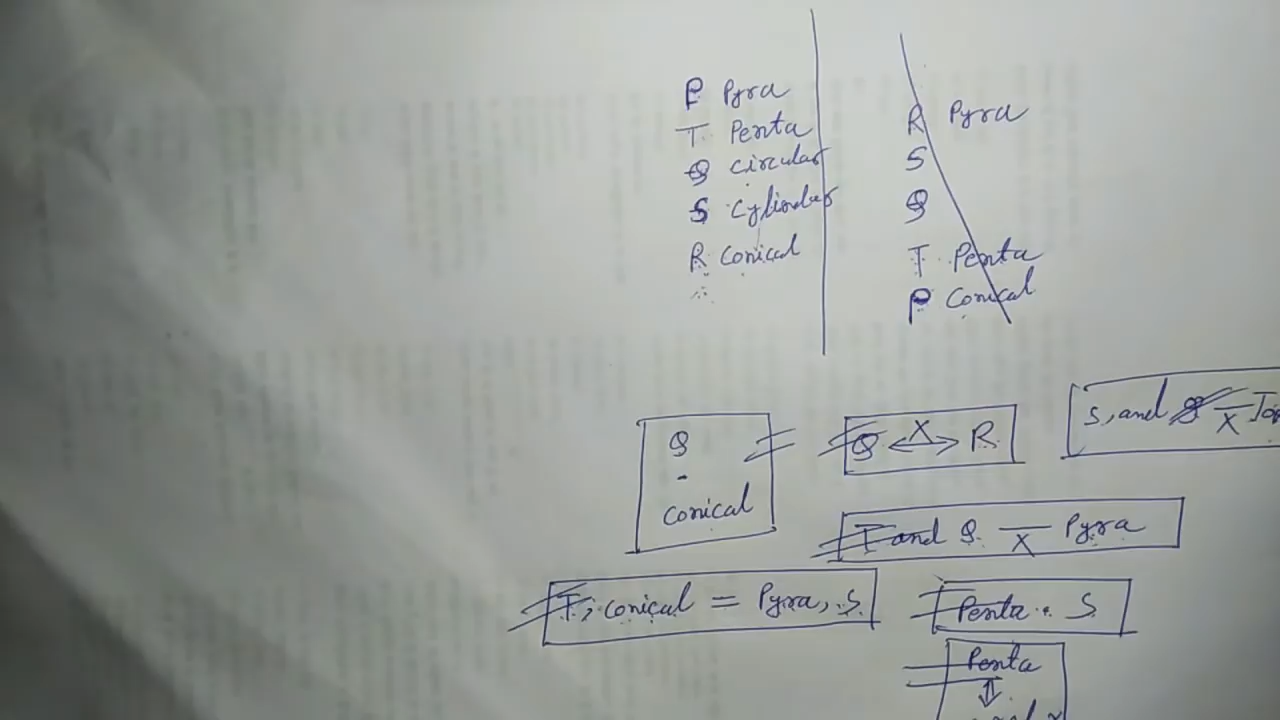 P Pyra
T Penta
Q circular
S Cylinder
R Conical
R Pyra
S
Q
T Penta
P Conical
Q
-
conical
Q ↔ R
X
S, and Q X
T and Q X Pyra
T, conical = Pyra, S
Penta . S
Penta
↕